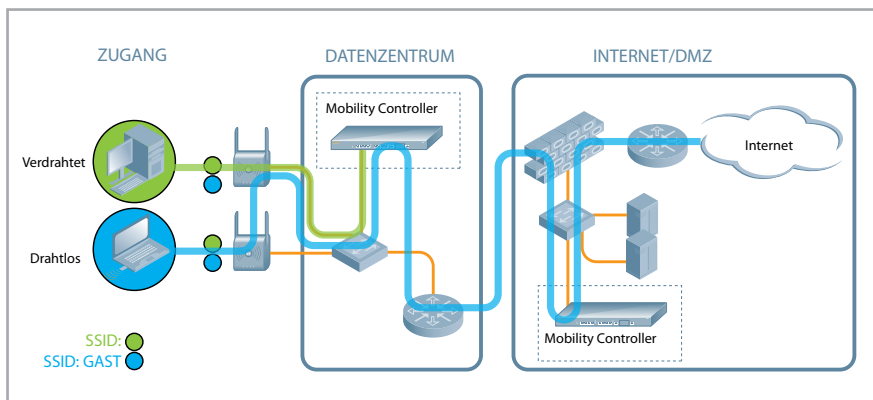 ZUGANG
DATENZENTRUM
INTERNET/DMZ
Mobility Controller
Verdrahtet
Internet
Drahtlos
Mobility Controller
SSID:
SSID: GAST